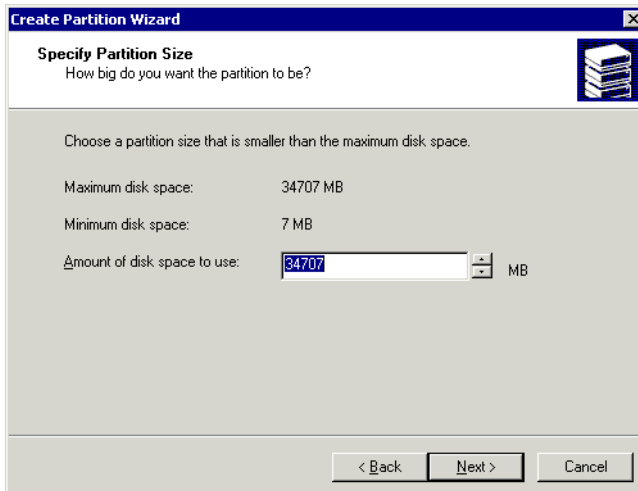 Create Partition Wizard
Specify Partition Size
How big do you want the partition to be?
Choose a partition size that is smaller than the maximum disk space.
Maximum disk space: 34707 MB
Minimum disk space: 7 MB
Amount of disk space to use: 34707 MB
< Back Next > Cancel